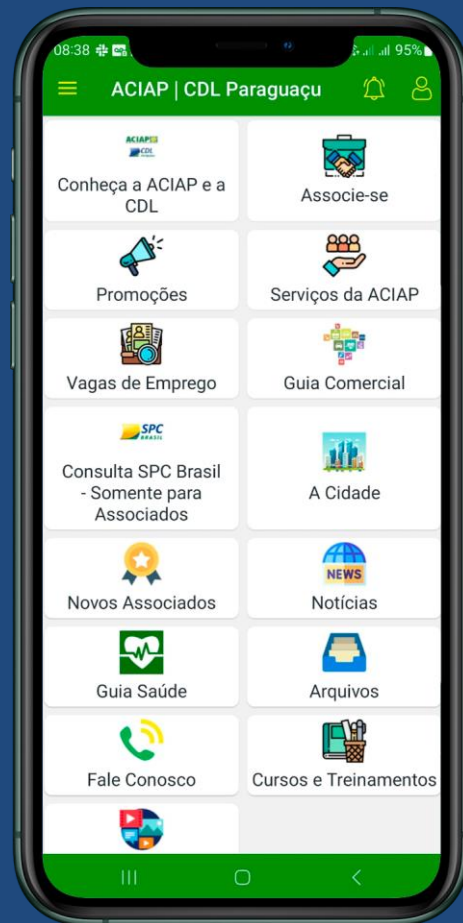 08:38
95%
ACIAP | CDL Paraguaçu
ACIAP
CDL
Conheça a ACIAP e a
CDL
Associe-se
Promoções
Serviços da ACIAP
Vagas de Emprego
Guia Comercial
SPC
BRASIL
Consulta SPC Brasil
- Somente para
Associados
A Cidade
Novos Associados
NEWS
Notícias
Guia Saúde
Arquivos
Fale Conosco
Cursos e Treinamentos